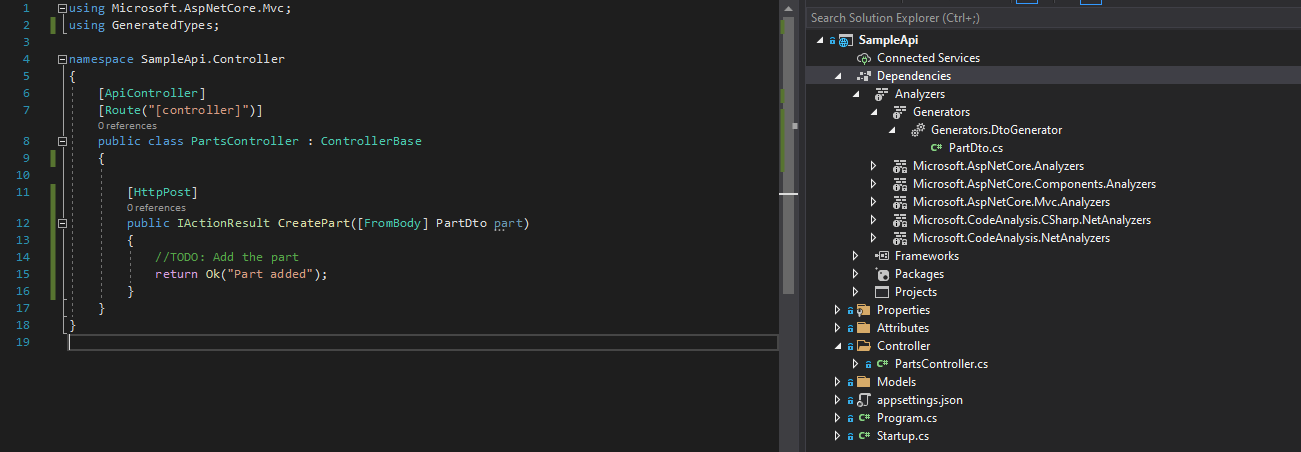 1 using Microsoft.AspNetCore.Mvc;
2 using GeneratedTypes;
3
4 namespace SampleApi.Controller
5 {
6 [ApiController]
7 [Route("[controller]")]
0 references
8 public class PartsController : ControllerBase
9 {
10
11 [HttpPost]
0 references
12 public IActionResult CreatePart([FromBody] PartDto part)
13 {
14 //TODO: Add the part
15 return Ok("Part added");
16 }
17 }
18 }
19
Search Solution Explorer (Ctrl+;)
SampleApi
Connected Services
Dependencies
Analyzers
Generators
Generators.DtoGenerator
C# PartDto.cs
Microsoft.AspNetCore.Analyzers
Microsoft.AspNetCore.Components.Analyzers
Microsoft.AspNetCore.Mvc.Analyzers
Microsoft.CodeAnalysis.CSharp.NetAnalyzers
Microsoft.CodeAnalysis.NetAnalyzers
Frameworks
Packages
Projects
Properties
Attributes
Controller
C# PartsController.cs
Models
appsettings.json
C# Program.cs
C# Startup.cs